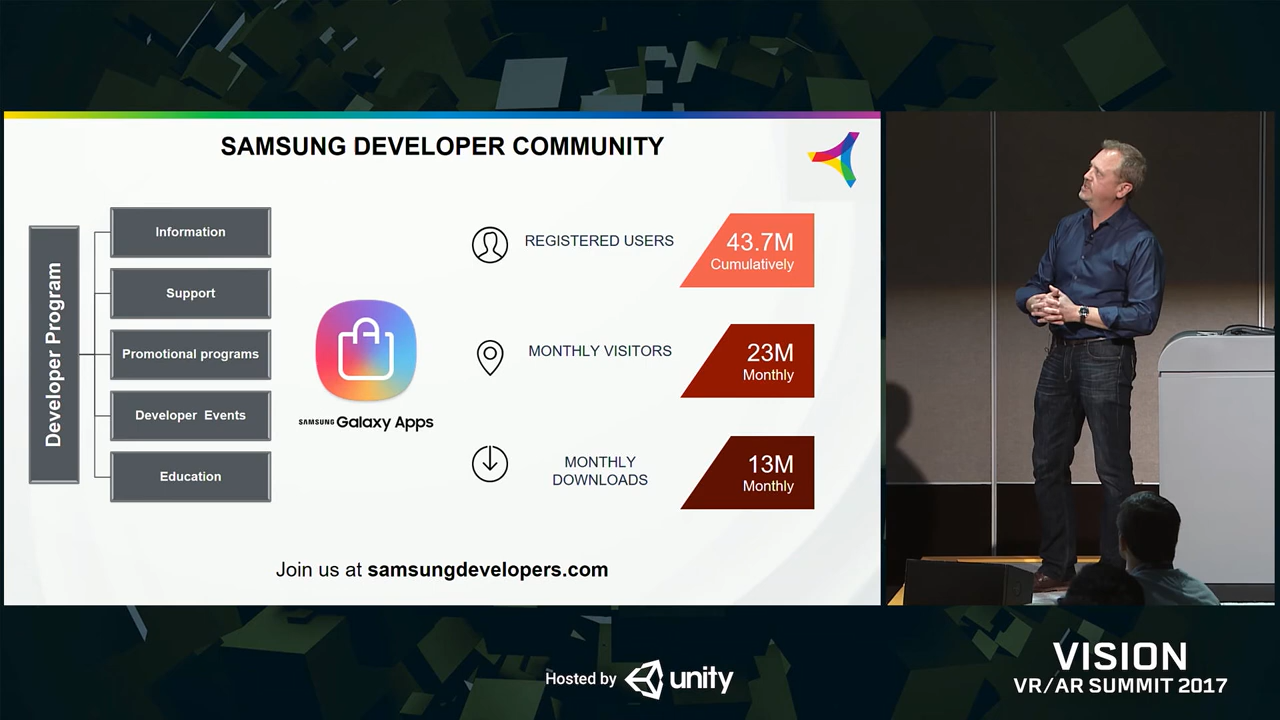 SAMSUNG DEVELOPER COMMUNITY
Developer Program
Information
Support
Promotional programs
Developer Events
Education
SAMSUNG Galaxy Apps
REGISTERED USERS
43.7M
Cumulatively
MONTHLY VISITORS
23M
Monthly
MONTHLY
DOWNLOADS
13M
Monthly
Join us at samsungdevelopers.com
Hosted by unity
VISION
VR/AR SUMMIT 2017